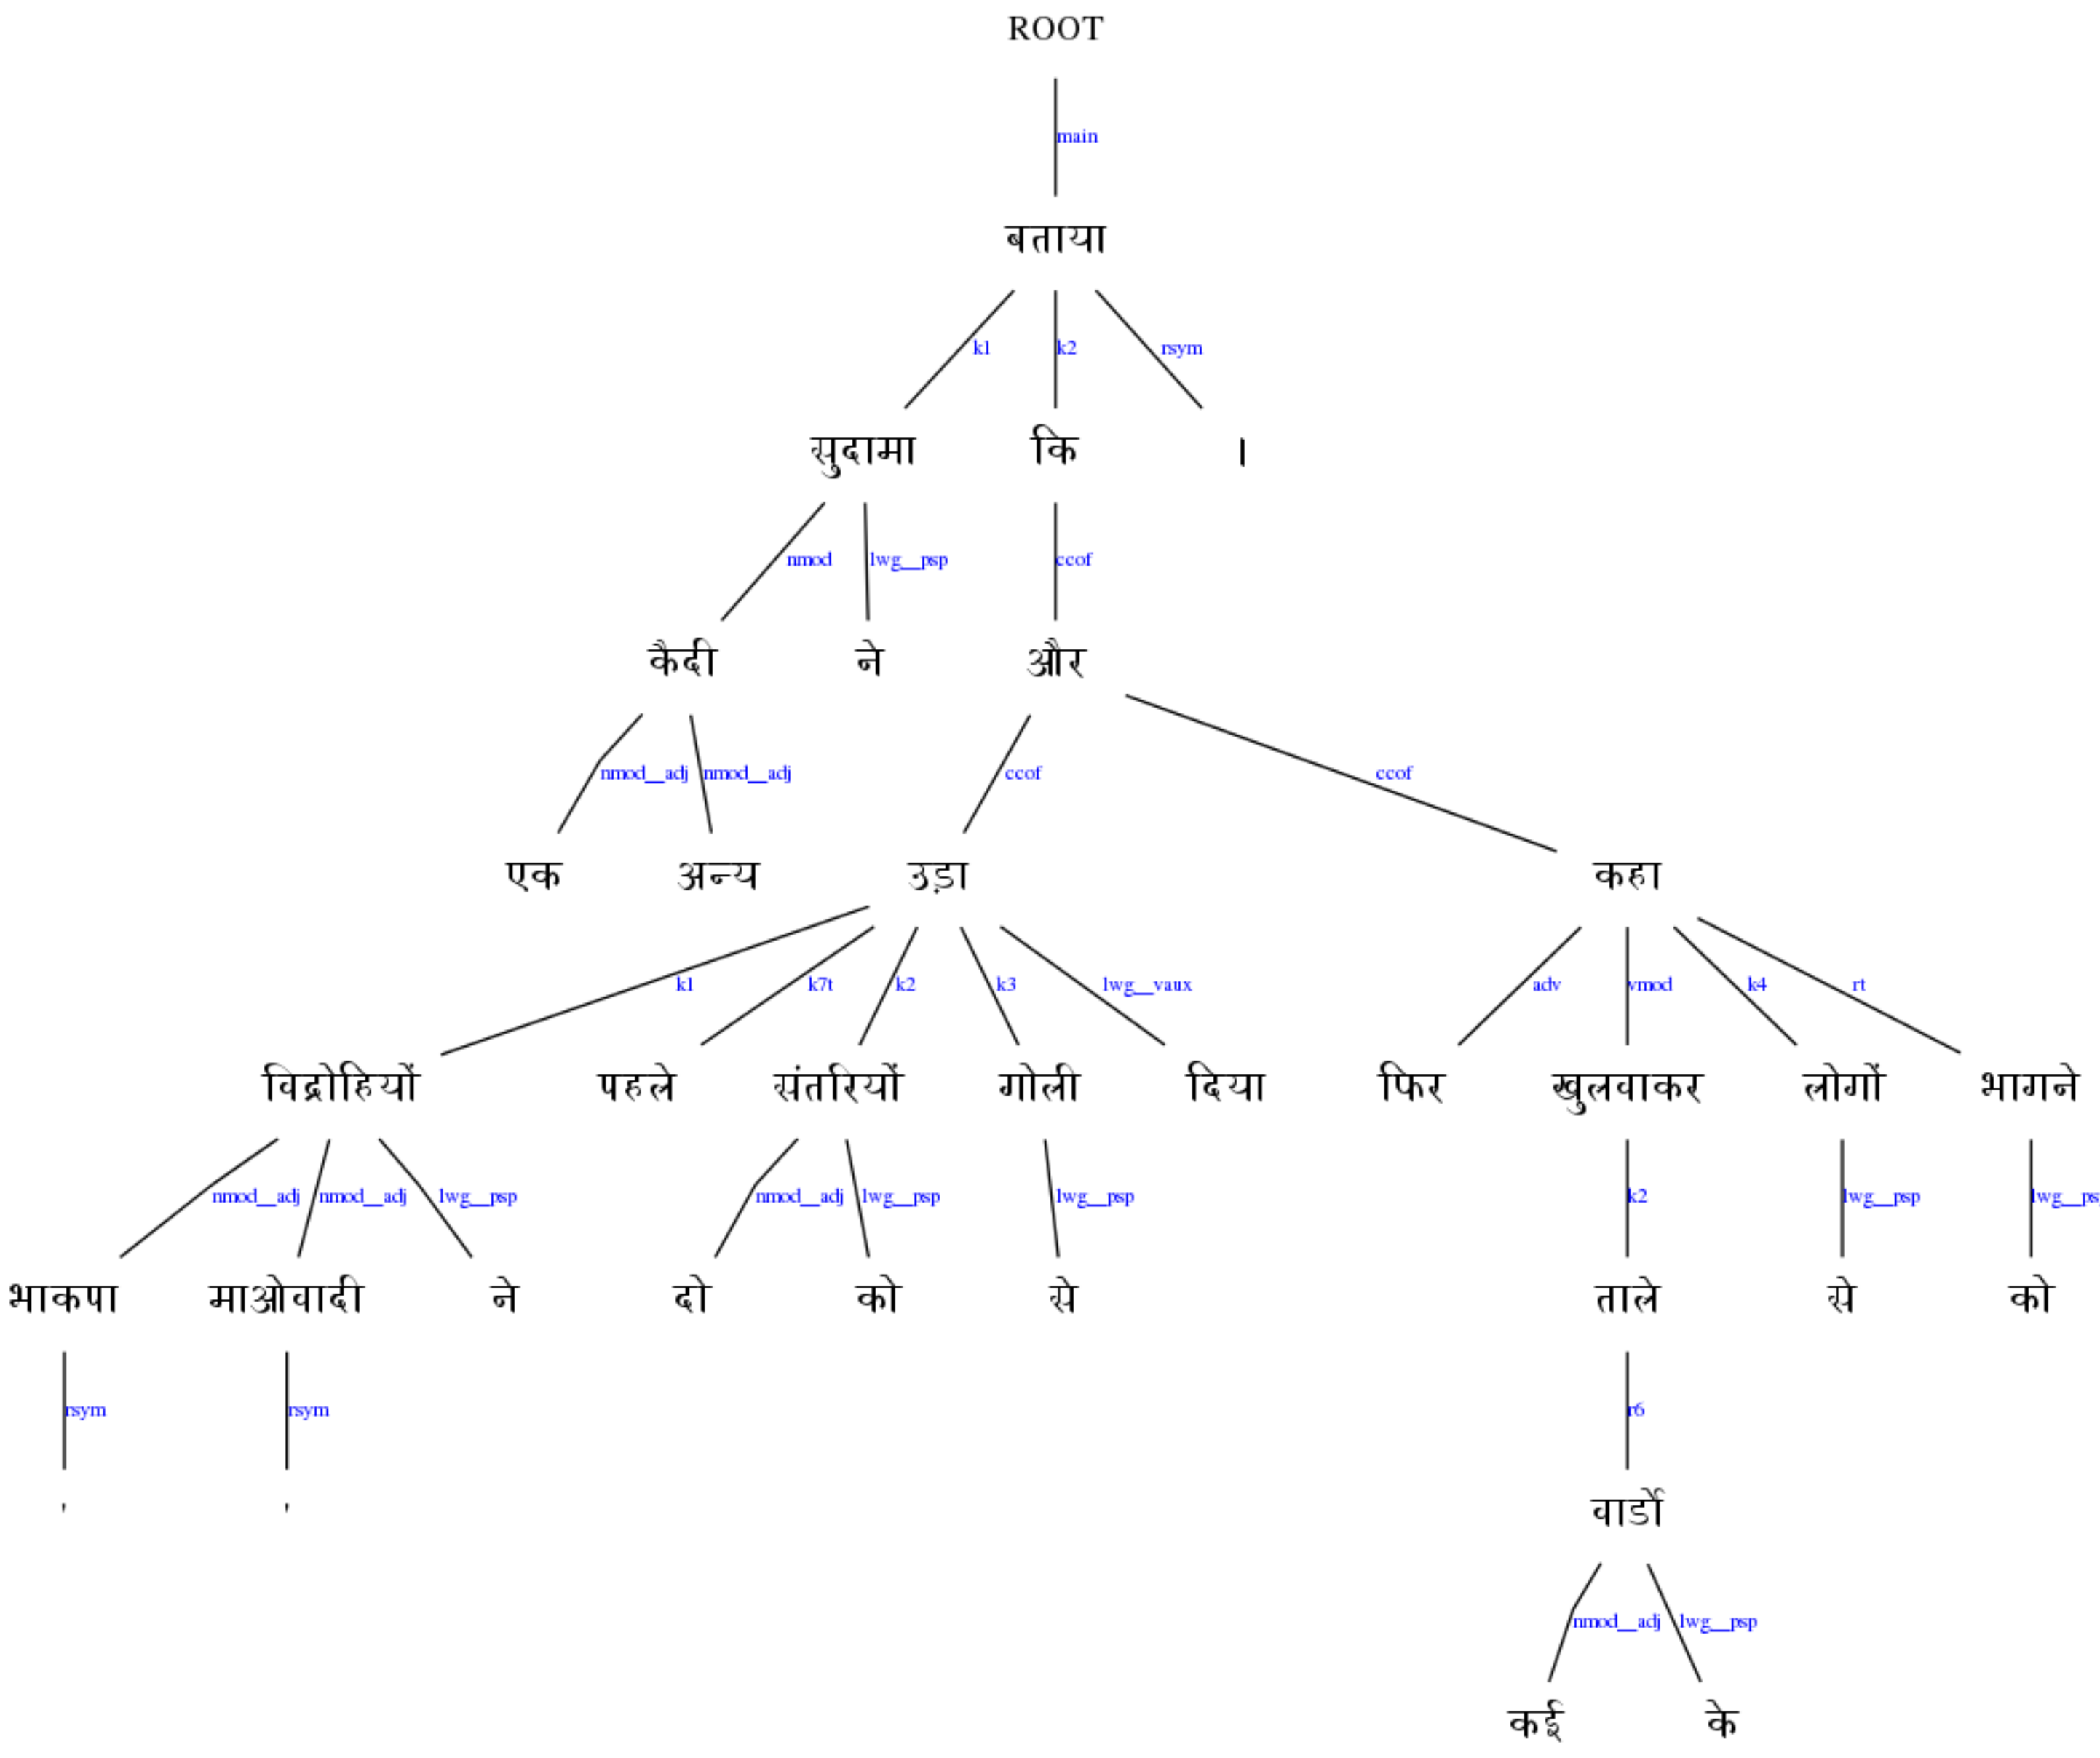 ROOT
main
बताया
k1 k2 rsym
सुदामा कि ।
nmod lwg__psp ccof
कैदी ने और
nmod__adj nmod__adj ccof ccof
एक अन्य उड़ा कहा
k1 k7t k2 k3 lwg__vaux adv vmod k4 rt
विद्रोहियों पहले संतरियों गोली दिया फिर खुलवाकर लोगों भागने
nmod__adj nmod__adj lwg__psp nmod__adj lwg__psp lwg__psp k2 lwg__psp lwg__ps
भाकपा माओवादी ने दो को से ताले से को
rsym rsym r6
' ' वार्डों
nmod__adj lwg__psp
कई के